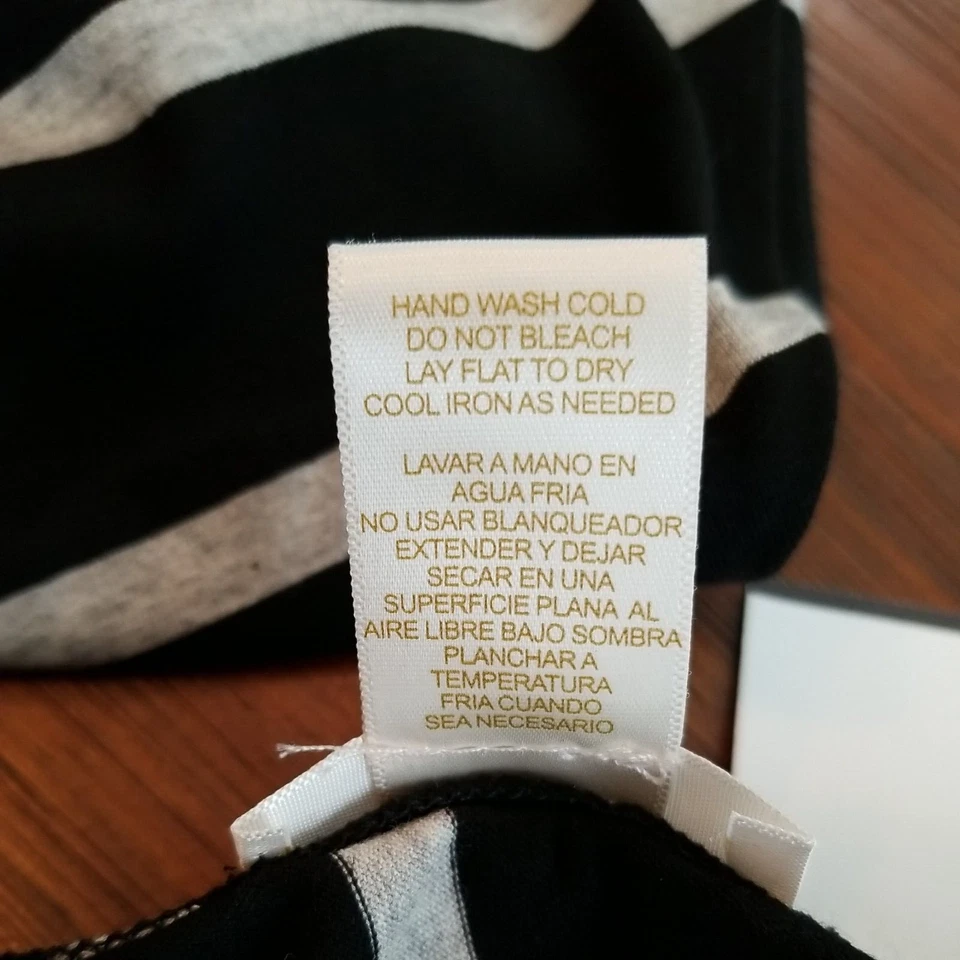 HAND WASH COLD
DO NOT BLEACH
LAY FLAT TO DRY
COOL IRON AS NEEDED
LAVAR A MANO EN
AGUA FRIA
NO USAR BLANQUEADOR
EXTENDER Y DEJAR
SECAR EN UNA
SUPERFICIE PLANA AL
AIRE LIBRE BAJO SOMBRA
PLANCHAR A
TEMPERATURA
FRIA CUANDO
SEA NECESARIO